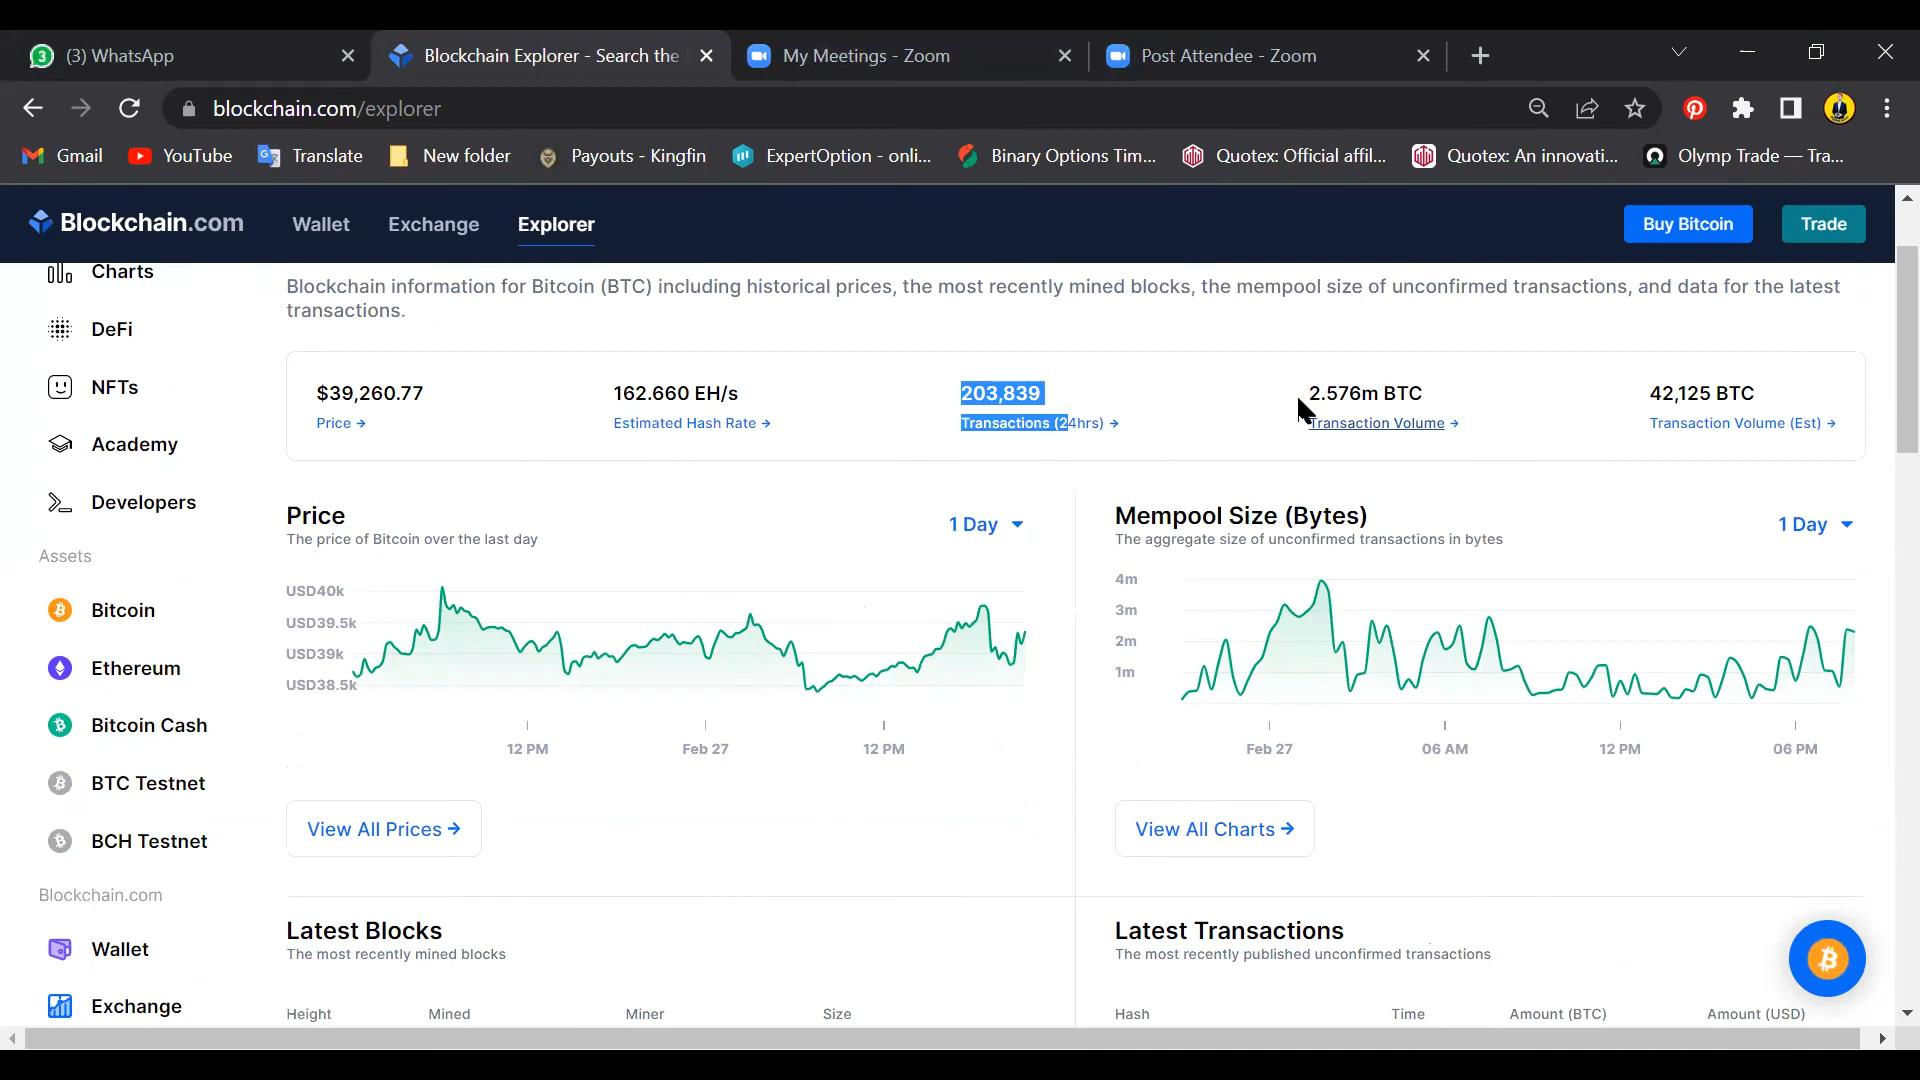 3 (3) WhatsApp
Blockchain Explorer - Search the
My Meetings - Zoom
Post Attendee - Zoom
blockchain.com/explorer
Gmail
YouTube
Translate
New folder
Payouts - Kingfin
ExpertOption - onli...
Binary Options Tim...
Quotex: Official affil...
Quotex: An innovati...
Olymp Trade — Tra...
Blockchain.com
Wallet
Exchange
Explorer
Buy Bitcoin
Trade
Charts
DeFi
NFTs
Academy
Developers
Assets
Bitcoin
Ethereum
Bitcoin Cash
BTC Testnet
BCH Testnet
Blockchain.com
Wallet
Exchange
Blockchain information for Bitcoin (BTC) including historical prices, the most recently mined blocks, the mempool size of unconfirmed transactions, and data for the latest
transactions.
$39,260.77
Price →
162.660 EH/s
Estimated Hash Rate →
203,839
Transactions (24hrs) →
2.576m BTC
Transaction Volume →
42,125 BTC
Transaction Volume (Est) →
Price
The price of Bitcoin over the last day
1 Day
USD40k
USD39.5k
USD39k
USD38.5k
12 PM
Feb 27
12 PM
View All Prices →
Mempool Size (Bytes)
The aggregate size of unconfirmed transactions in bytes
1 Day
4m
3m
2m
1m
Feb 27
06 AM
12 PM
06 PM
View All Charts →
Latest Blocks
The most recently mined blocks
Height Mined Miner Size
Latest Transactions
The most recently published unconfirmed transactions
Hash Time Amount (BTC) Amount (USD)